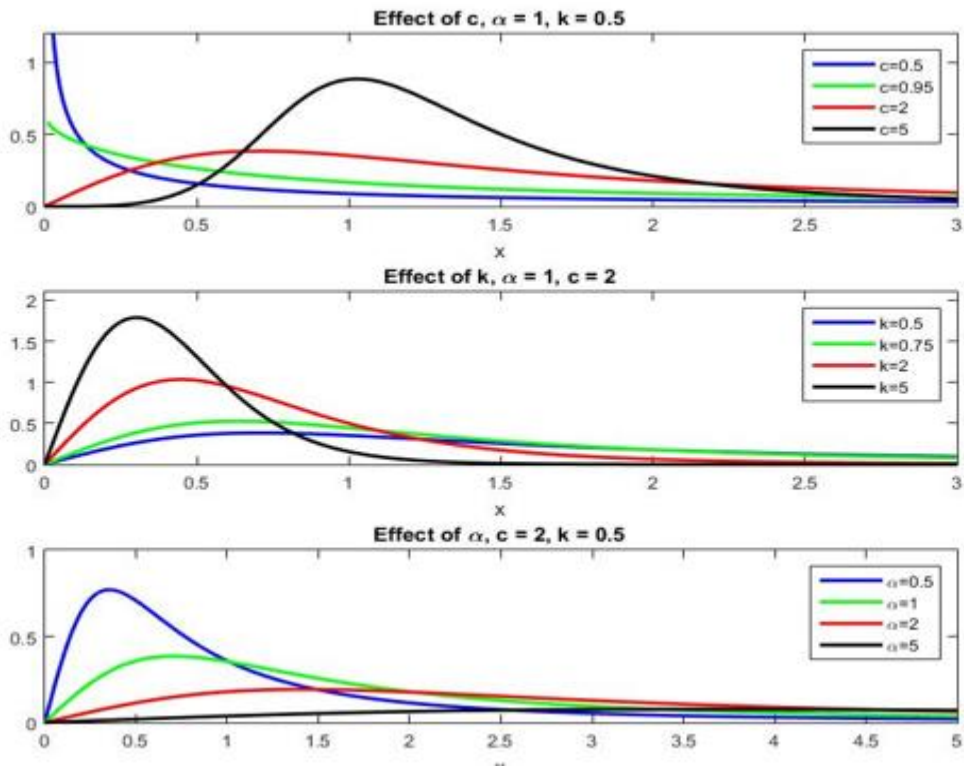 Effect of c, α = 1, k = 0.5
1
0.5
0
c=0.5
c=0.95
c=2
c=5
0 0.5 1 1.5 2 2.5 3
x
Effect of k, α = 1, c = 2
2
1.5
1
0.5
0
k=0.5
k=0.75
k=2
k=5
0 0.5 1 1.5 2 2.5 3
x
Effect of α, c = 2, k = 0.5
1
0.5
0
α=0.5
α=1
α=2
α=5
0 0.5 1 1.5 2 2.5 3 3.5 4 4.5 5